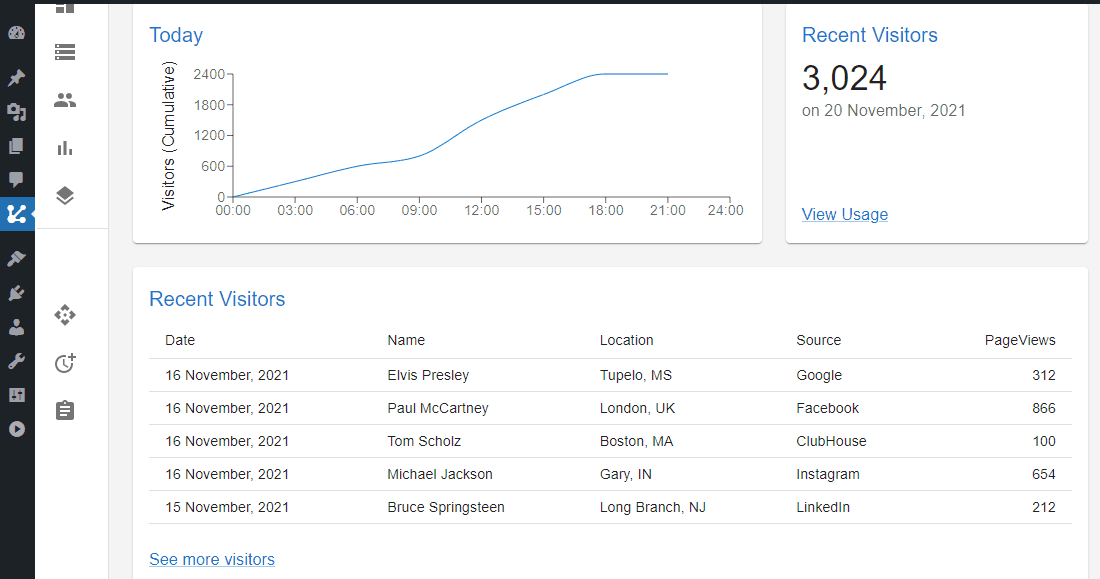 Today
Visitors (Cumulative)
2400
1800
1200
600
0
00:00 03:00 06:00 09:00 12:00 15:00 18:00 21:00 24:00
Recent Visitors
3,024
on 20 November, 2021
View Usage
Recent Visitors
Date Name Location Source PageViews
16 November, 2021 Elvis Presley Tupelo, MS Google 312
16 November, 2021 Paul McCartney London, UK Facebook 866
16 November, 2021 Tom Scholz Boston, MA ClubHouse 100
16 November, 2021 Michael Jackson Gary, IN Instagram 654
15 November, 2021 Bruce Springsteen Long Branch, NJ LinkedIn 212
See more visitors